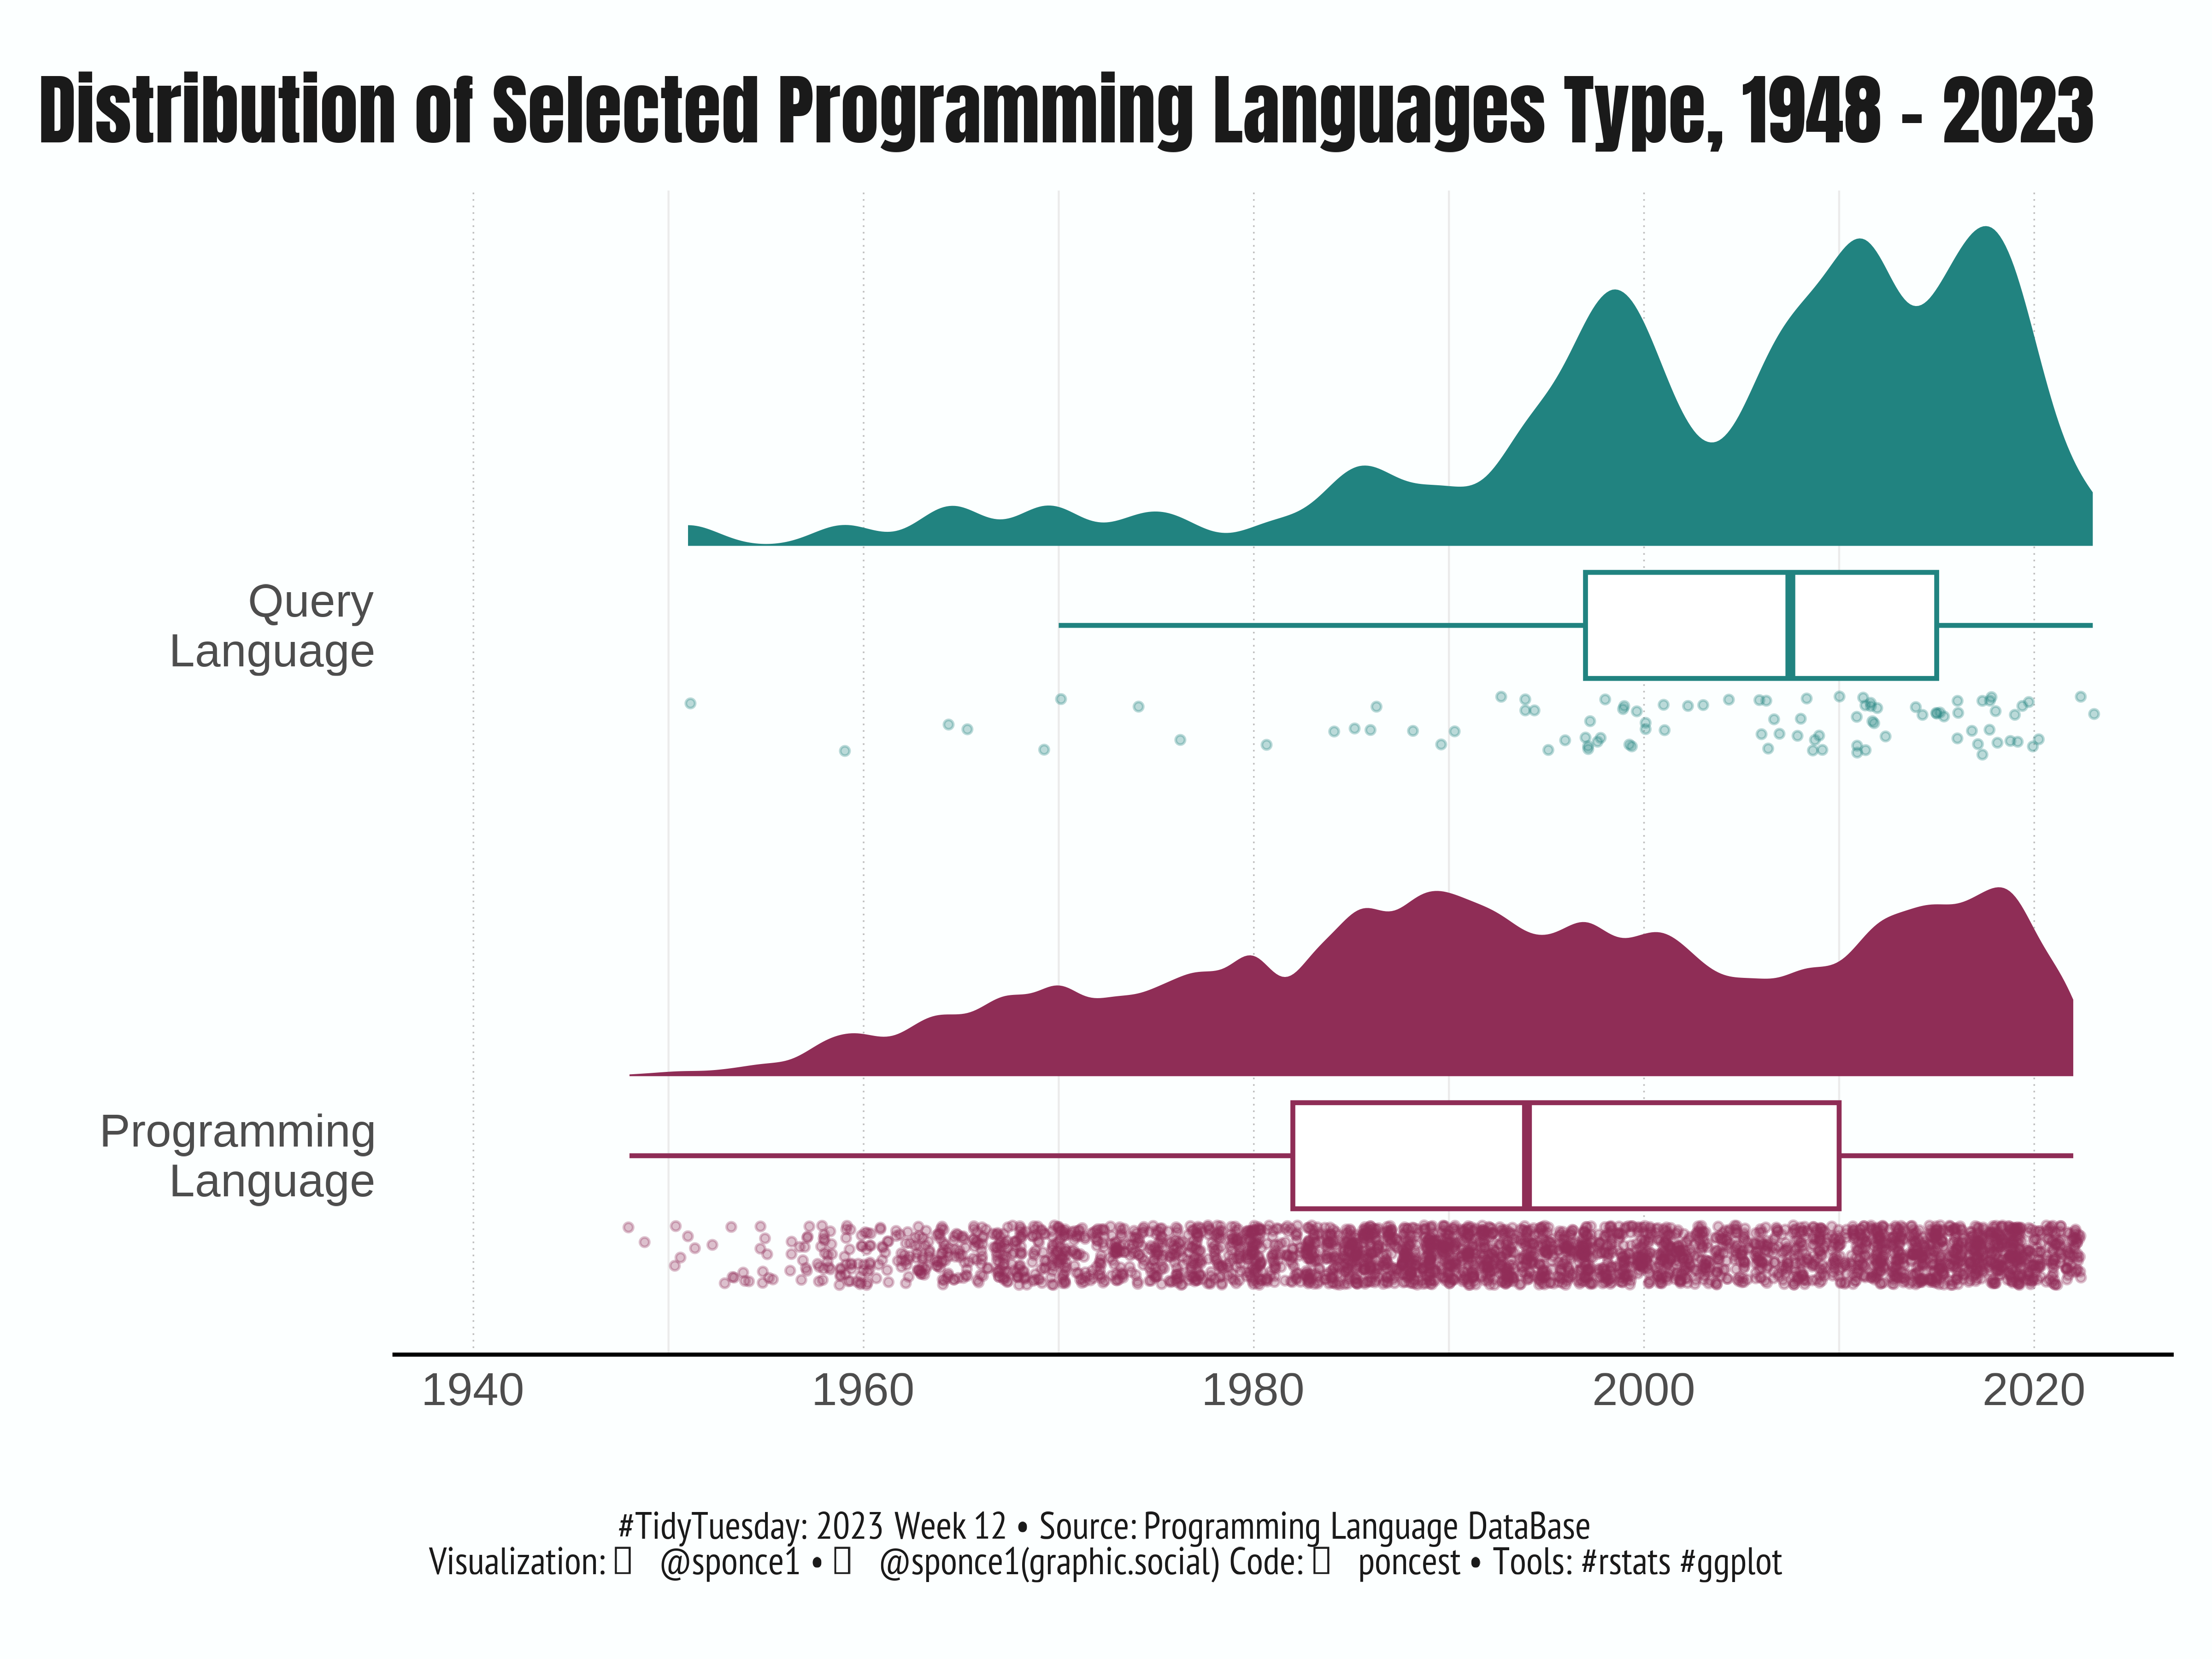 Distribution of Selected Programming Languages Type, 1948 - 2023
Query
Language
Programming
Language
1940 1960 1980 2000 2020
#TidyTuesday: 2023 Week 12 • Source: Programming Language DataBase
Visualization: @sponce1 • @sponce1(graphic.social) Code: poncest • Tools: #rstats #ggplot